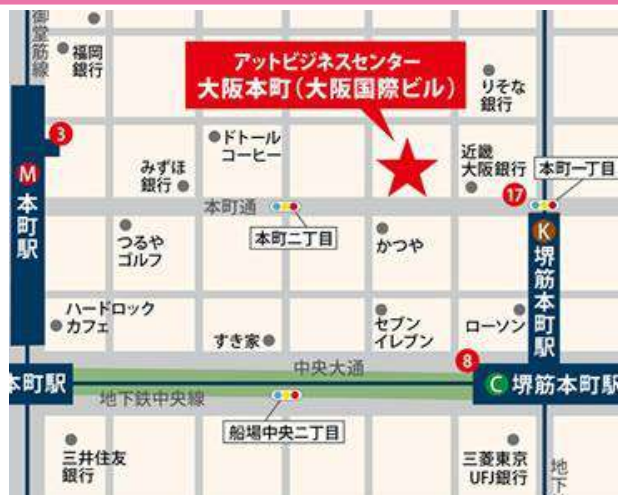 御堂筋線
福岡
銀行
アットビジネスセンター
大阪本町(大阪国際ビル)
りそな
銀行
3
ドトール
コーヒー
みずほ
銀行
近畿
大阪銀行
本町一丁目
17
M
本町駅
本町通
本町二丁目
つるや
ゴルフ
かつや
K
堺筋本町駅
ハードロック
カフェ
すき家
セブン
イレブン
ローソン
8
中央大通
本町駅
C
堺筋本町駅
地下鉄中央線
船場中央二丁目
三井住友
銀行
三菱東京
UFJ銀行
地下